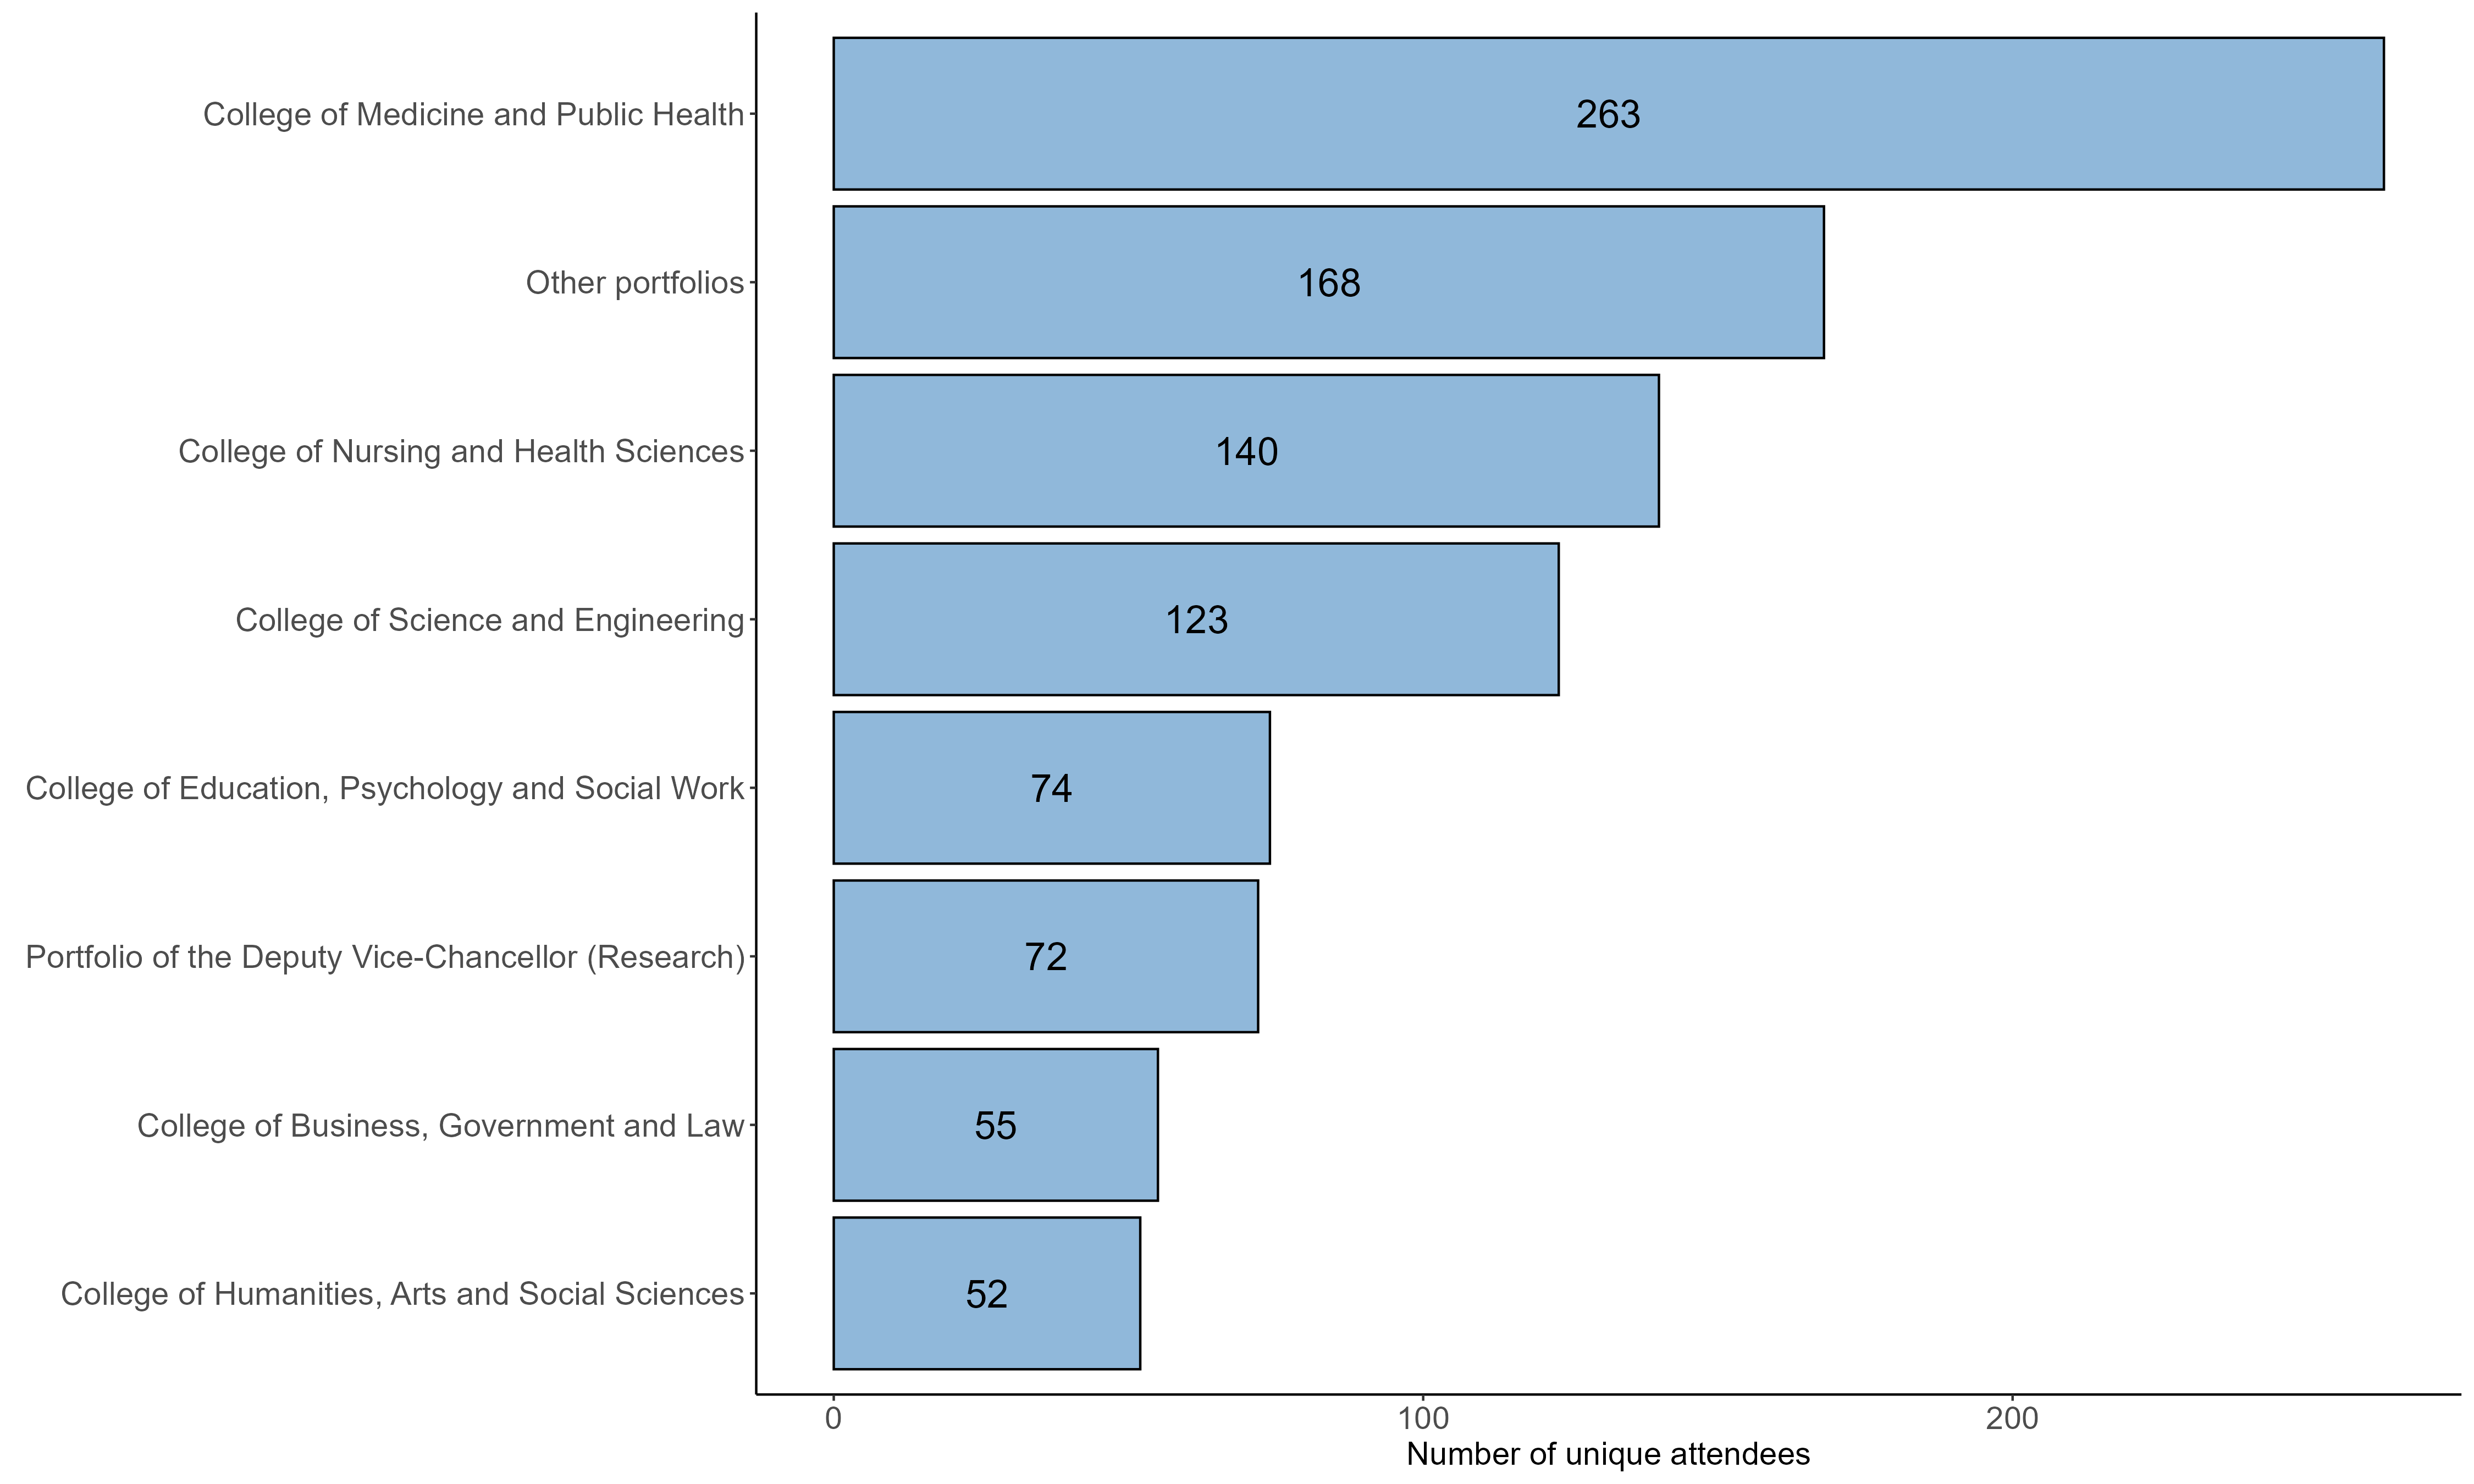 College of Medicine and Public Health
263
Other portfolios
168
College of Nursing and Health Sciences
140
College of Science and Engineering
123
College of Education, Psychology and Social Work
74
Portfolio of the Deputy Vice-Chancellor (Research)
72
College of Business, Government and Law
55
College of Humanities, Arts and Social Sciences
52
0 100 200
Number of unique attendees